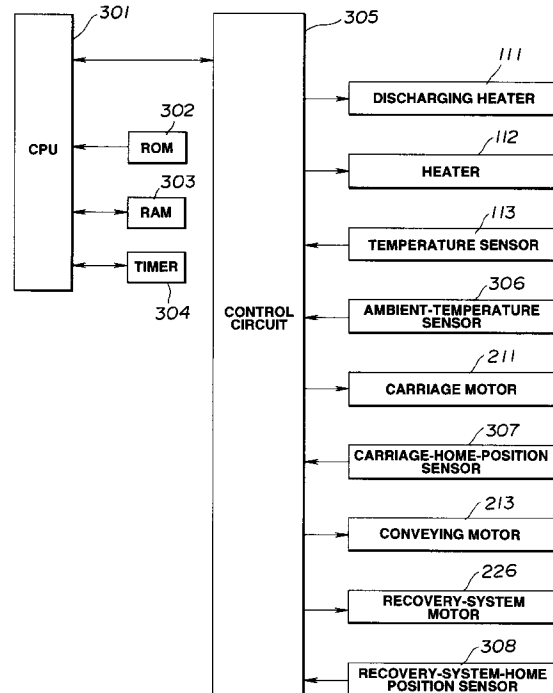 301
CPU
302
ROM
303
RAM
TIMER
304
305
CONTROL
CIRCUIT
111
DISCHARGING HEATER
112
HEATER
113
TEMPERATURE SENSOR
306
AMBIENT-TEMPERATURE
SENSOR
211
CARRIAGE MOTOR
307
CARRIAGE-HOME-POSITION
SENSOR
213
CONVEYING MOTOR
226
RECOVERY-SYSTEM
MOTOR
308
RECOVERY-SYSTEM-HOME
POSITION SENSOR